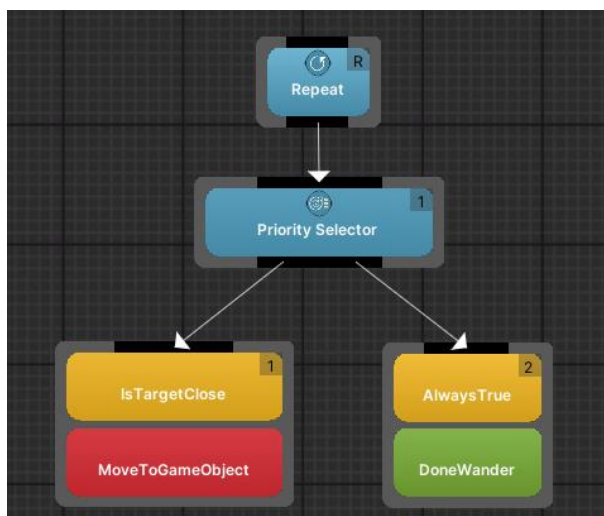 R
Repeat
1
Priority Selector
1
IsTargetClose
MoveToGameObject
2
AlwaysTrue
DoneWander